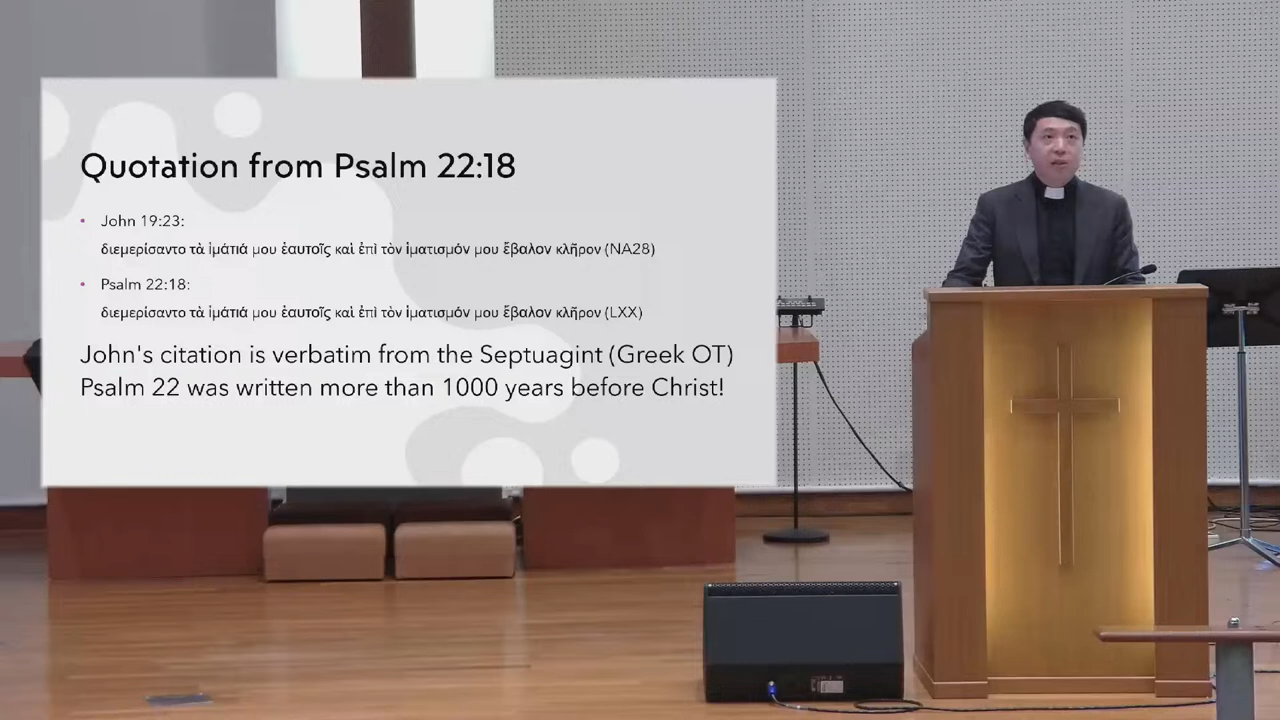 Quotation from Psalm 22:18
• John 19:23:
διεμερίσαντο τὰ ἱμάτιά μου ἑαυτοῖς καὶ ἐπὶ τὸν ἱματισμόν μου ἔβαλον κλῆρον (NA28)
• Psalm 22:18:
διεμερίσαντο τὰ ἱμάτιά μου ἑαυτοῖς καὶ ἐπὶ τὸν ἱματισμόν μου ἔβαλον κλῆρον (LXX)
John's citation is verbatim from the Septuagint (Greek OT)
Psalm 22 was written more than 1000 years before Christ!